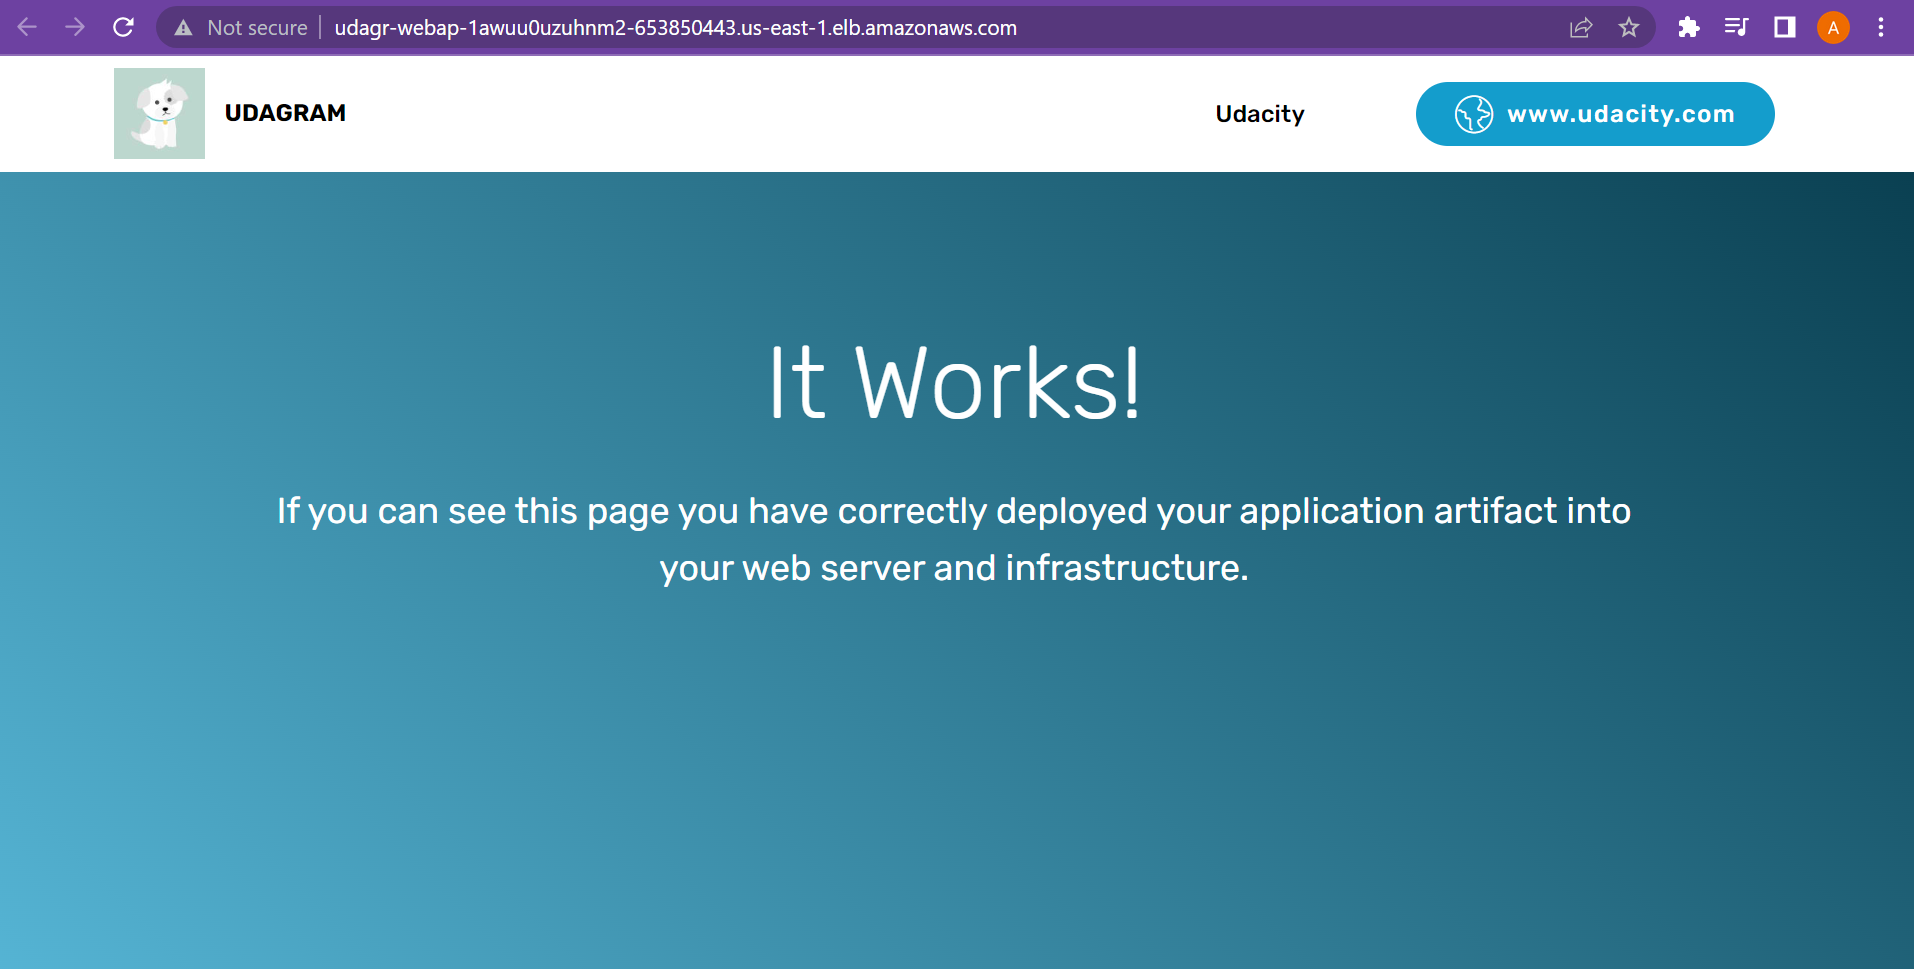 Not secure
udagr-webap-1awuu0uzuhnm2-653850443.us-east-1.elb.amazonaws.com
A
UDAGRAM
Udacity
www.udacity.com
It Works!
If you can see this page you have correctly deployed your application artifact into
your web server and infrastructure.